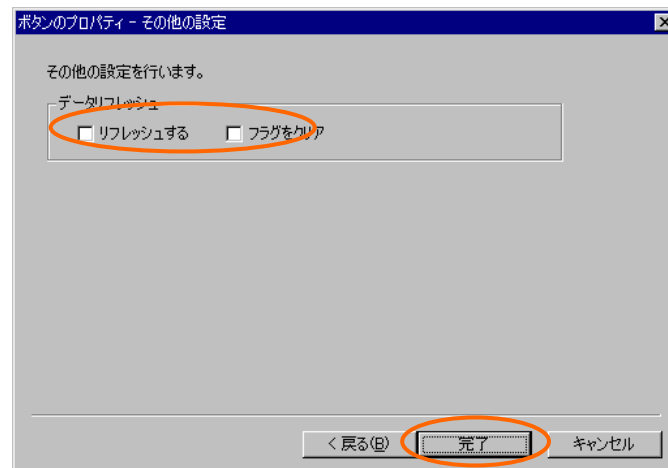 ボタンのプロパティ - その他の設定
その他の設定を行います。
データリフレッシュ
リフレッシュする フラグをクリア
< 戻る(B) 完了 キャンセル